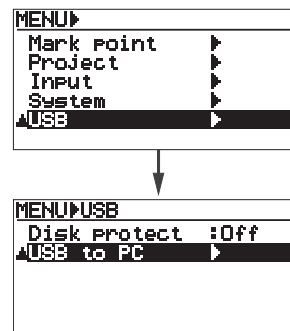 MENU▶
Mark point ▶
Project ▶
Input ▶
System ▶
▲USB ▶
MENU▶USB
Disk protect :Off
▲USB to PC ▶